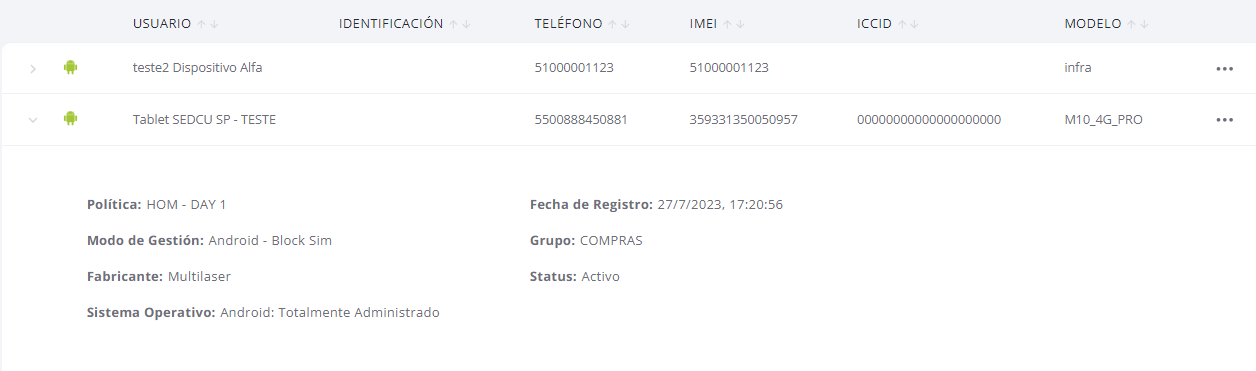 USUARIO IDENTIFICACIÓN TELÉFONO IMEI ICCID MODELO
teste2 Dispositivo Alfa 51000001123 51000001123 infra
Tablet SEDCU SP - TESTE 5500888450881 359331350050957 00000000000000000000 M10_4G_PRO
Política: HOM - DAY 1 Fecha de Registro: 27/7/2023, 17:20:56
Modo de Gestión: Android - Block Sim Grupo: COMPRAS
Fabricante: Multilaser Status: Activo
Sistema Operativo: Android: Totalmente Administrado